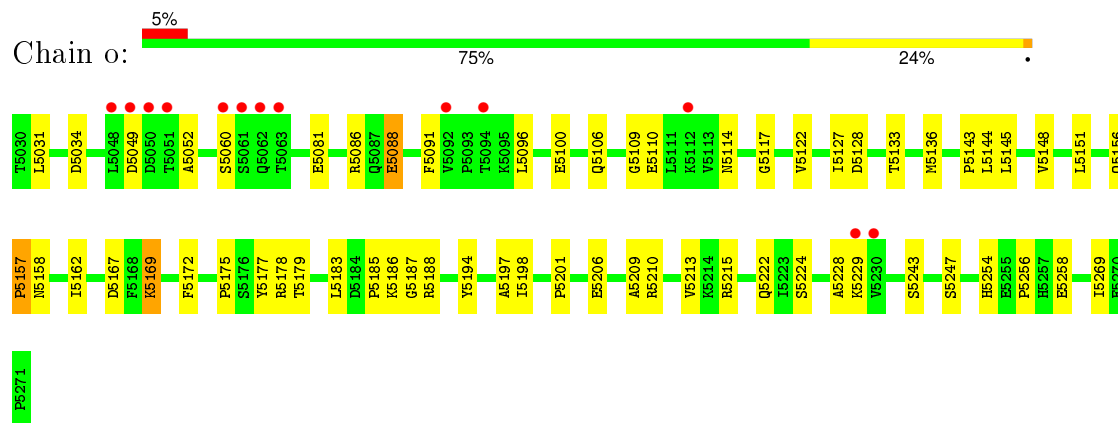 5%
Chain o:
75% 24% •
T5030 L5031 D5034 L5048 D5049 D5050 T5051 A5052 S5060 S5061 Q5062 T5063 E5081 R5086 Q5087 E5088 F5091 V5092 P5093 T5094 K5095 L5096 E5100 Q5106 G5109 E5110 L5111 K5112 V5113 N5114 G5117 V5122 I5127 D5128 T5133 M5136 P5143 L5144 L5145 V5148 L5151 Q5156
P5157 N5158 I5162 D5167 F5168 K5169 F5172 P5175 S5176 Y5177 R5178 T5179 L5183 D5184 P5185 K5186 G5187 R5188 Y5194 A5197 I5198 P5201 E5206 A5209 R5210 V5213 K5214 R5215 Q5222 I5223 S5224 A5228 K5229 V5230 S5243 S5247 H5254 E5255 P5256 H5257 E5258 I5269 F5270
P5271